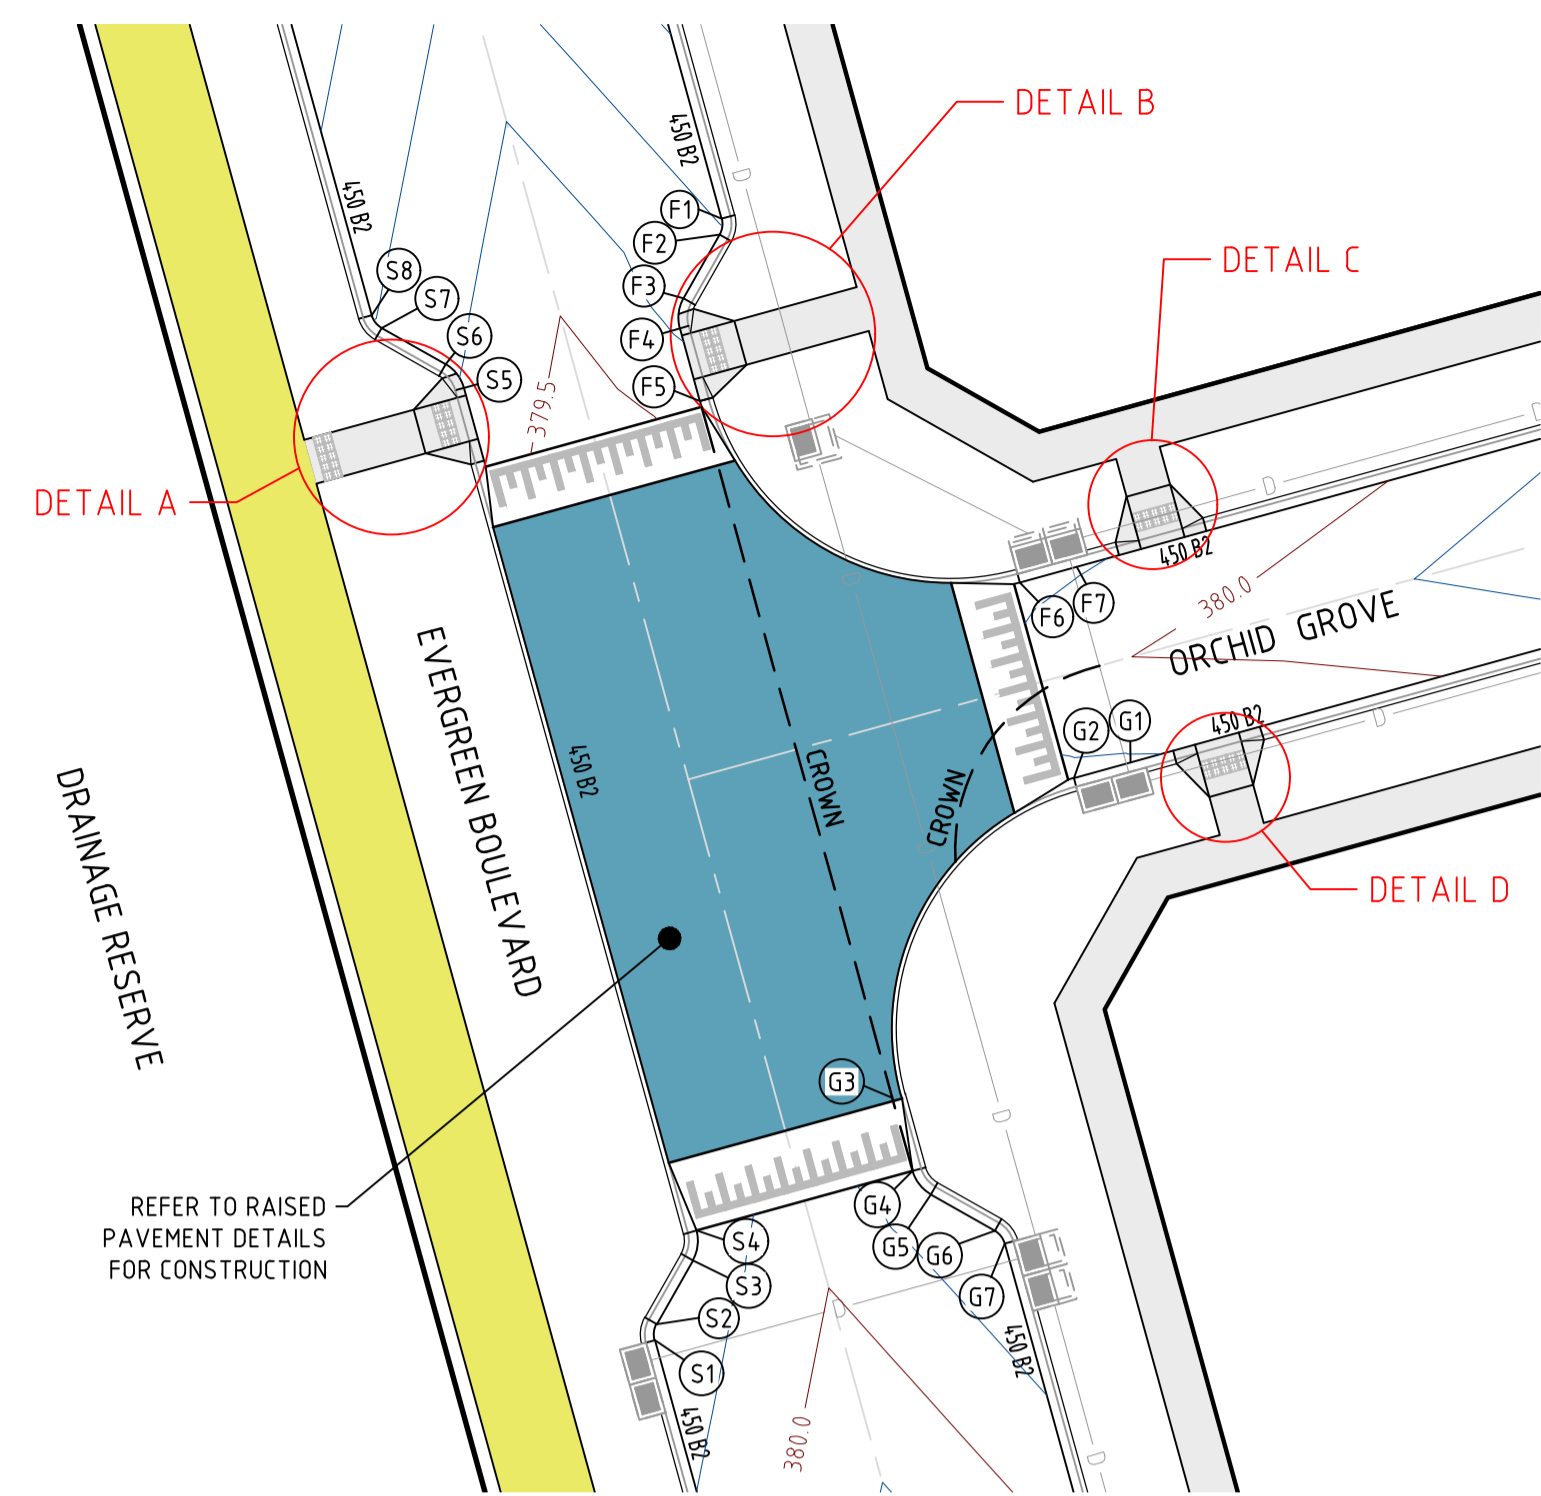 DETAIL B
450 B2
D
D
450 B2
F1
F2
DETAIL C
S8
S7
F3
S6
F4
S5
F5
379.5
DETAIL A
D
450 B2
D
F6
F7
380.0
ORCHID GROVE
EVERGREEN BOULEVARD
G2
G1
450 B2
D
450 B2
CROWN
CROWN
D
DRAINAGE RESERVE
DETAIL D
G3
D
REFER TO RAISED
PAVEMENT DETAILS
FOR CONSTRUCTION
G4
S4
G5
G6
S3
G7
D
S2
450 B2
S1
450 B2
380.0
D